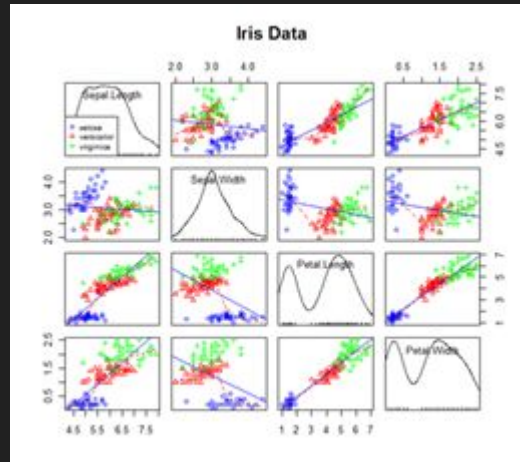 Iris Data
2.0 3.0 4.0
0.5 1.5 2.5
Sepal.Length
setosa
versicolor
virginica
4.5 6.0 7.5
2.0 3.0 4.0
Sepal.Width
Petal.Length
1 3 5 7
0.5 1.5 2.5
Petal.Width
4.5 5.5 6.5 7.5
1 2 3 4 5 6 7